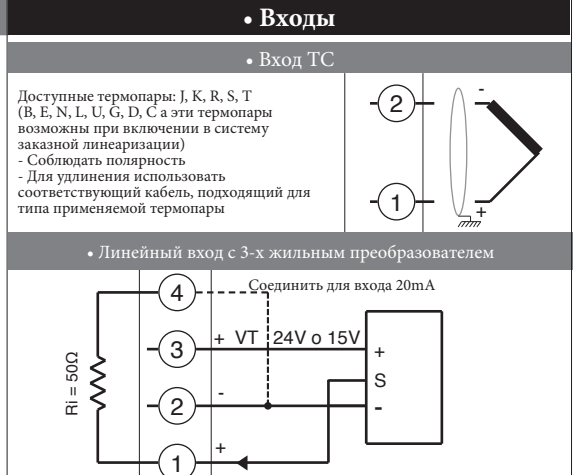 • Входы
• Вход TC
Доступные термопары: J, K, R, S, T
(B, E, N, L, U, G, D, C а эти термопары
возможны при включении в систему
заказной линеаризации)
- Соблюдать полярность
- Для удлинения использовать
соответствующий кабель, подходящий для
типа применяемой термопары
2
-
1
+
• Линейный вход с 3-х жильным преобразователем
4
Соединить для входа 20mA
3
+ VT 24V o 15V
+
S
Ri = 50Ω
2
-
-
1
+